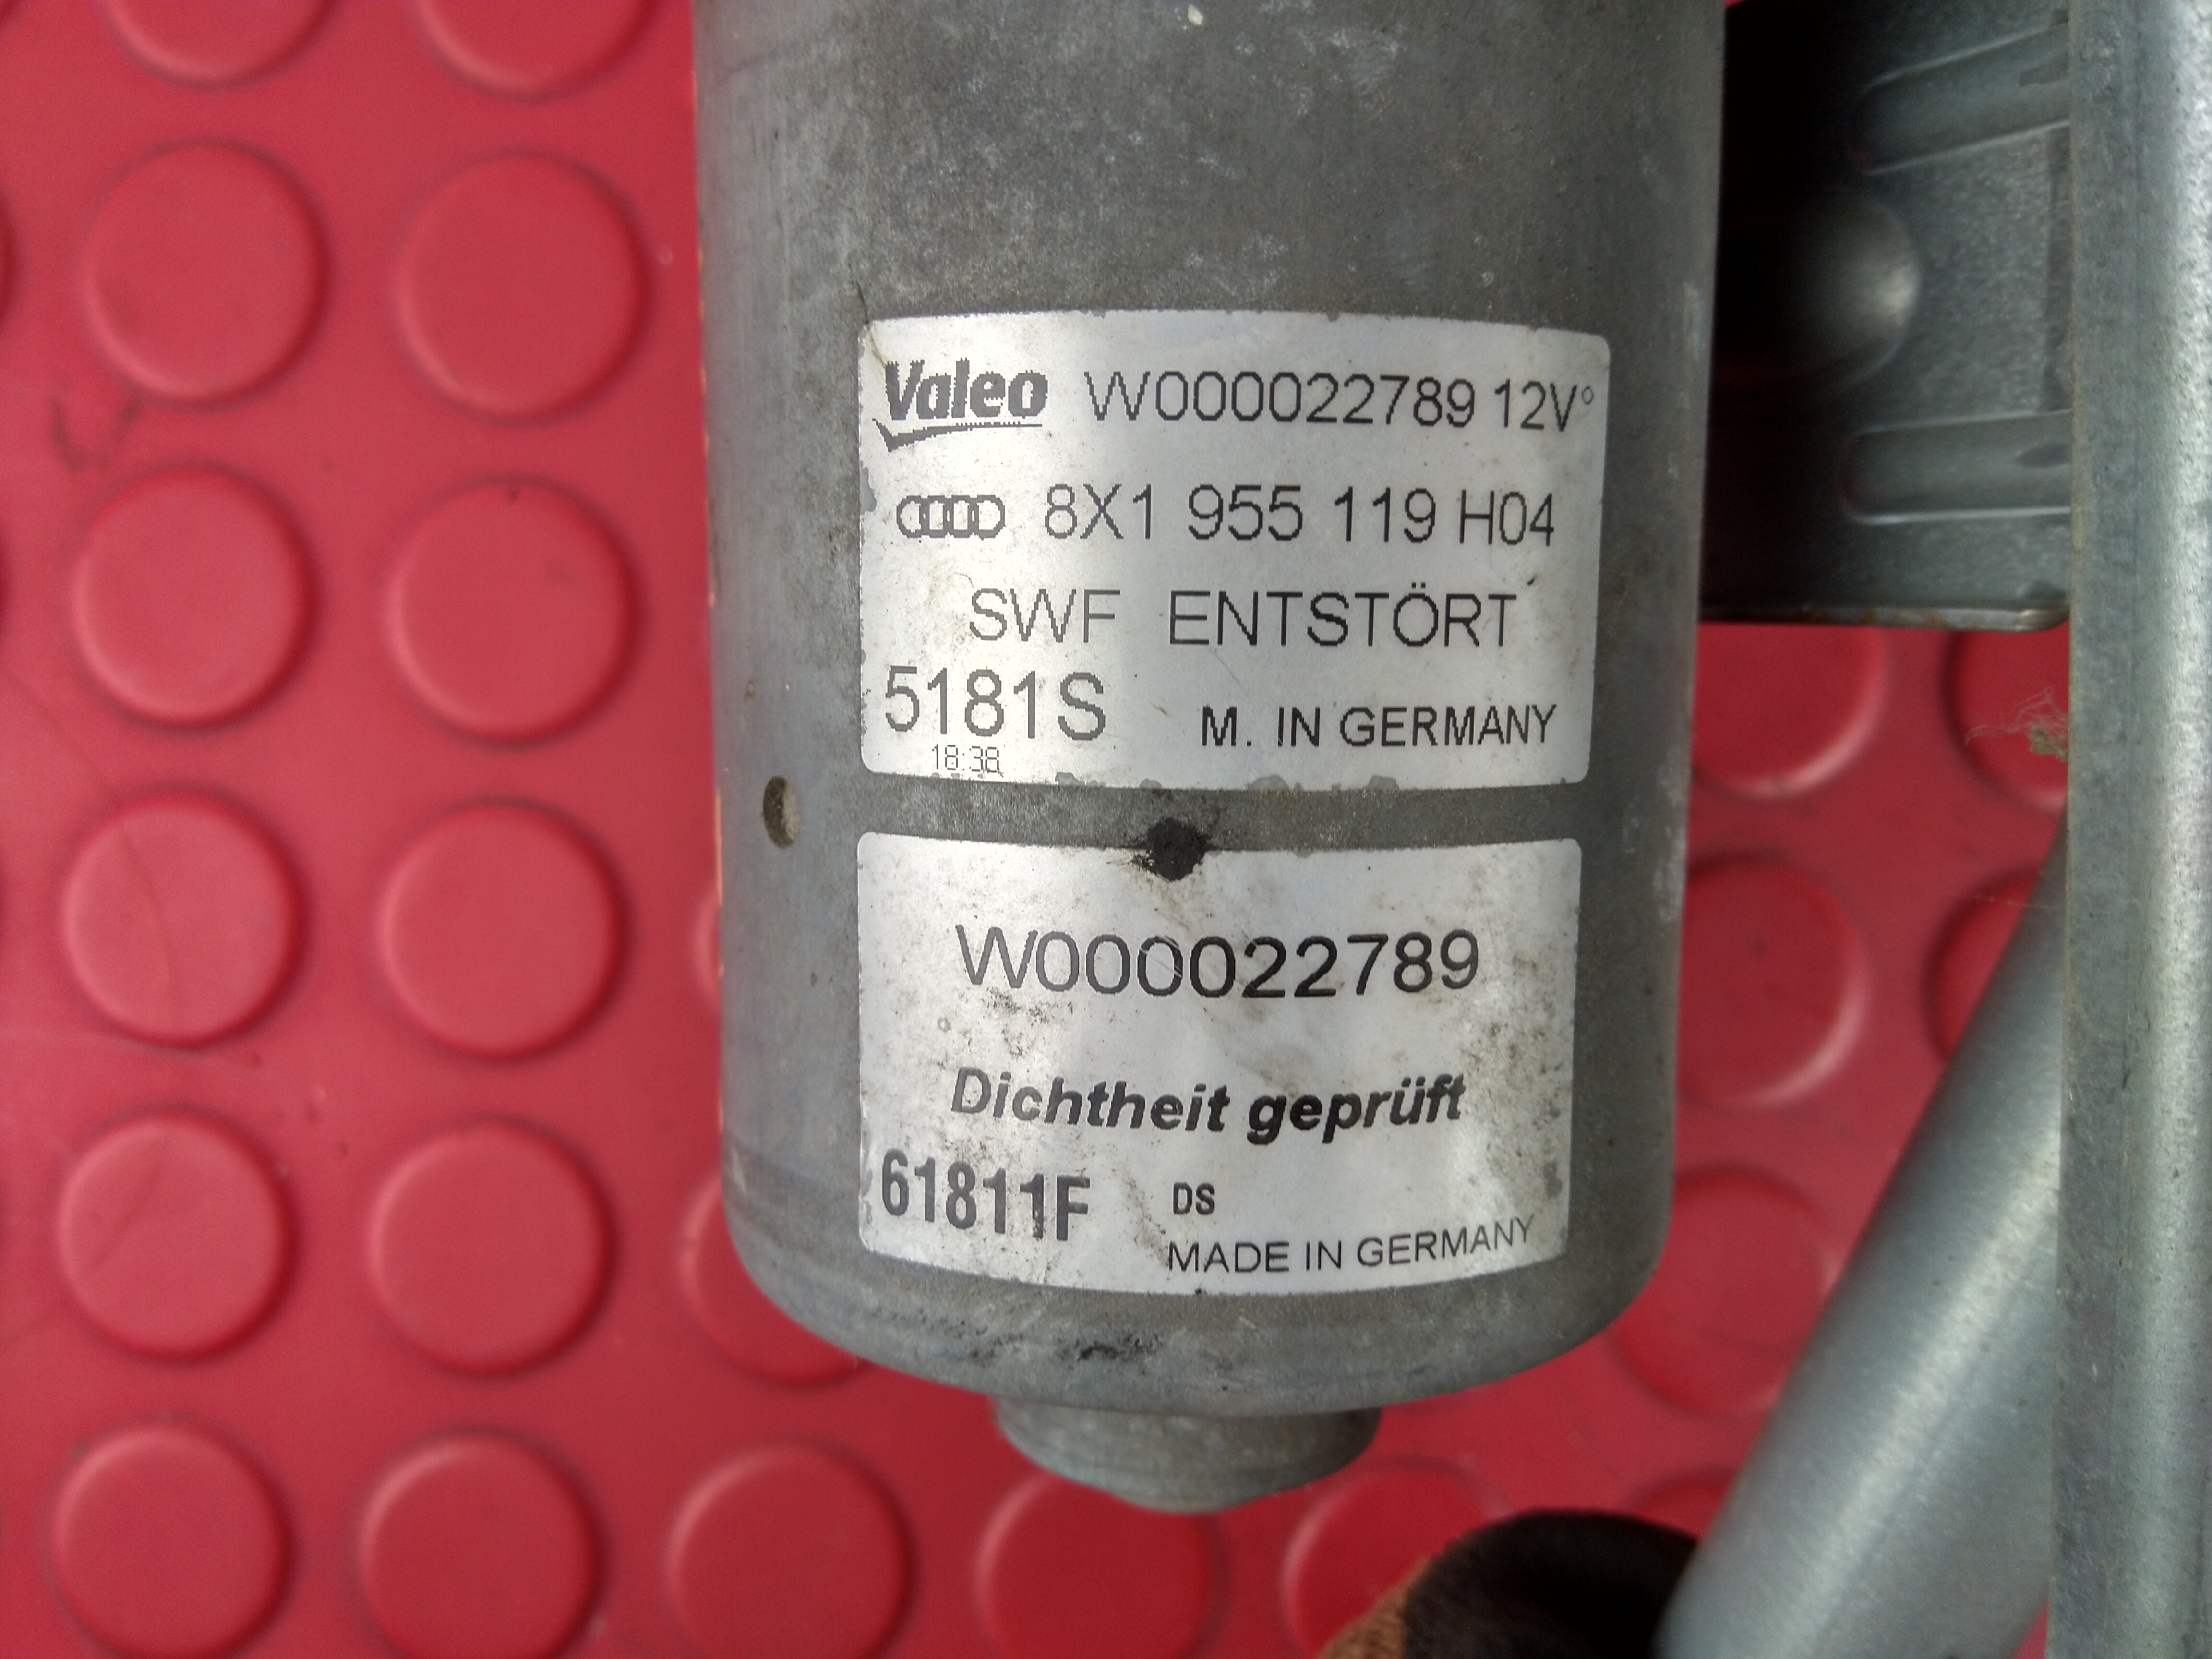 Valeo W000022789 12V°
8X1 955 119 H04
SWF ENTSTÖRT
5181S M. IN GERMANY
18:38
W000022789
Dichtheit geprüft
61811F DS
MADE IN GERMANY